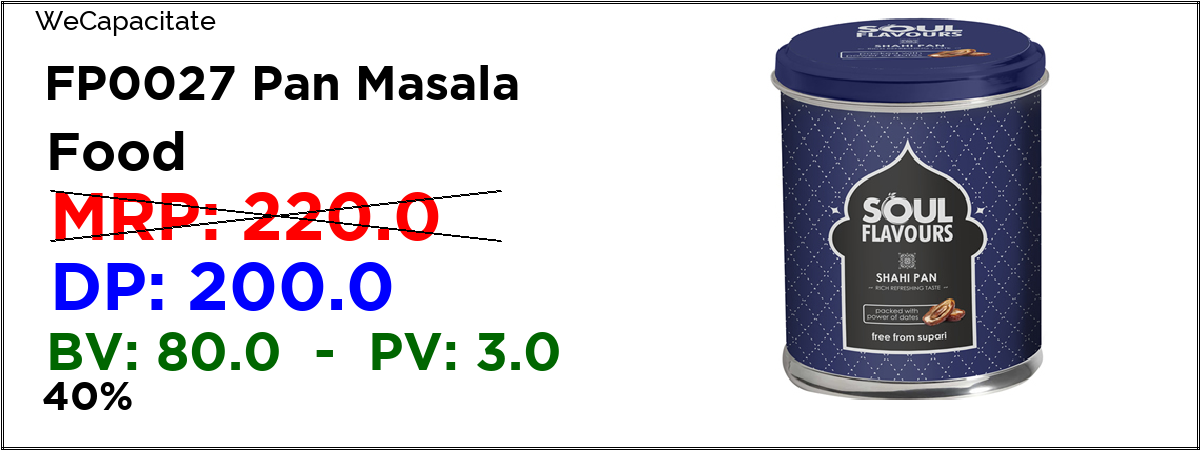 WeCapacitate
FP0027 Pan Masala
Food
MRP: 220.0
DP: 200.0
BV: 80.0 - PV: 3.0
40%
SOUL
FLAVOURS
SHAHI PAN
SOUL
FLAVOURS
SHAHI PAN
RICH REFRESHING TASTE
packed with
power of dates
free from supari